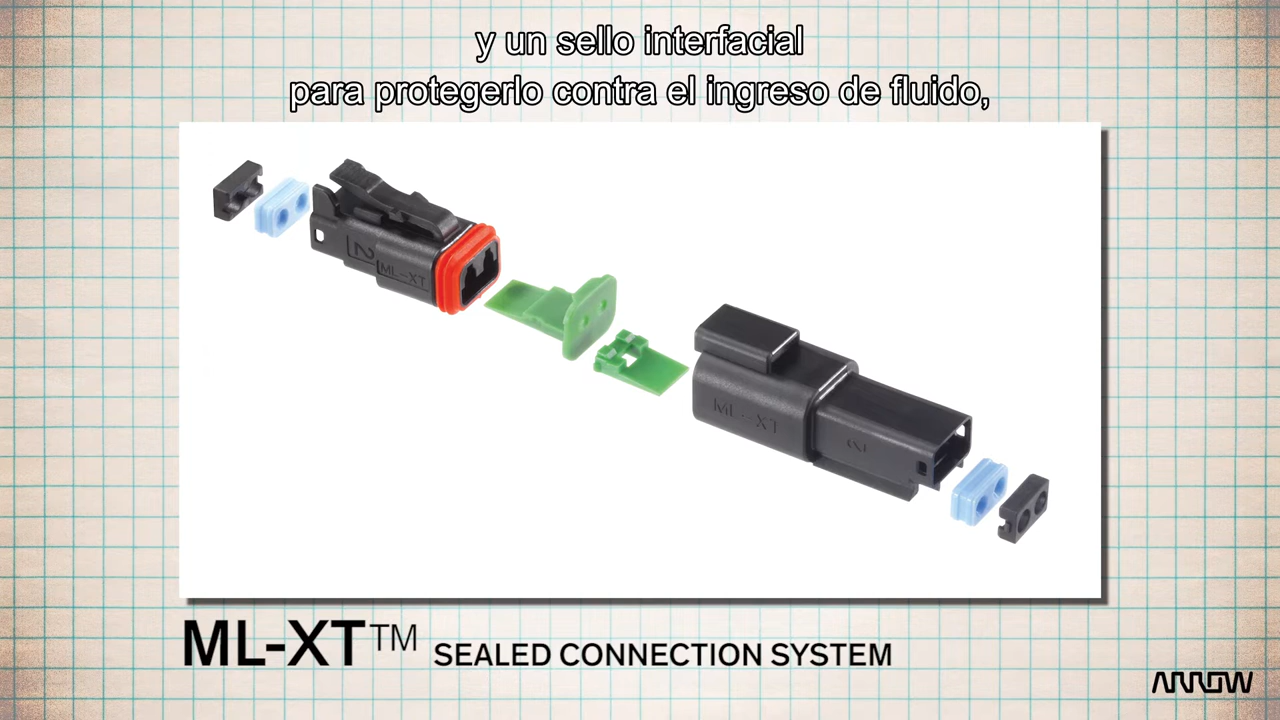 y un sello interfacial
para protegerlo contra el ingreso de fluido,
2
ML-XT
ML-XT
2
ML-XT™ SEALED CONNECTION SYSTEM
ARROW